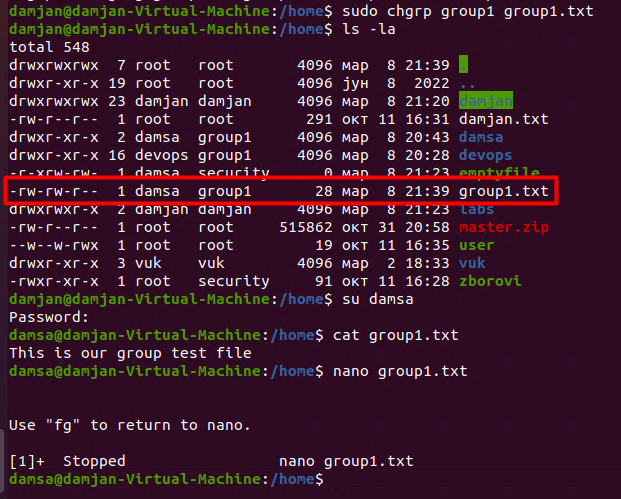 damjan@damjan-Virtual-Machine:/home$ sudo chgrp group1 group1.txt
damjan@damjan-Virtual-Machine:/home$ ls -la
total 548
drwxrwxrwx  7 root   root       4096 мар  8 21:39 .
drwxr-xr-x 19 root   root       4096 јун  8  2022 ..
drwxrwxrwx 23 damjan damjan     4096 мар  8 21:20 damjan
-rw-r--r--  1 root   root        291 окт 11 16:31 damjan.txt
drwxr-xr-x  2 damsa  group1     4096 мар  8 20:43 damsa
drwxr-xr-x 16 devops group1     4096 мар  8 20:28 devops
-r-xrw-rw-  1 damsa  security      0 мар  8 21:23 emptyfile
-rw-rw-r--  1 damsa  group1       28 мар  8 21:39 group1.txt
drwxrwxr-x  2 damjan damjan     4096 мар  8 21:23 labs
-rw-r--r--  1 root   root     515862 окт 31 20:58 master.zip
--w--w-rwx  1 root   root         19 окт 11 16:35 user
drwxr-xr-x  3 vuk    vuk        4096 мар  2 18:33 vuk
-rwxr-xr-x  1 root   security     91 окт 11 16:28 zborovi
damjan@damjan-Virtual-Machine:/home$ su damsa
Password:
damsa@damjan-Virtual-Machine:/home$ cat group1.txt
This is our group test file
damsa@damjan-Virtual-Machine:/home$ nano group1.txt
Use "fg" to return to nano.
[1]+  Stopped                 nano group1.txt
damsa@damjan-Virtual-Machine:/home$